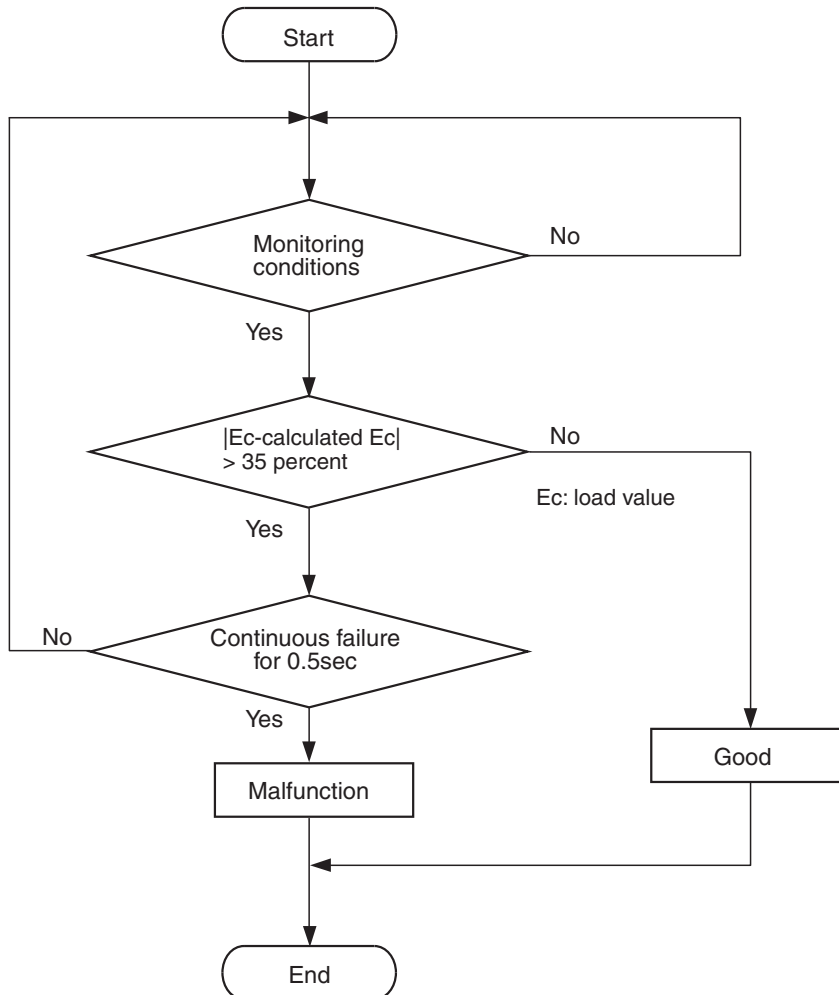 Start
Monitoring
conditions
No
Yes
|Ec-calculated Ec|
> 35 percent
No
Ec: load value
Yes
Continuous failure
for 0.5sec
No
Yes
Malfunction
Good
End